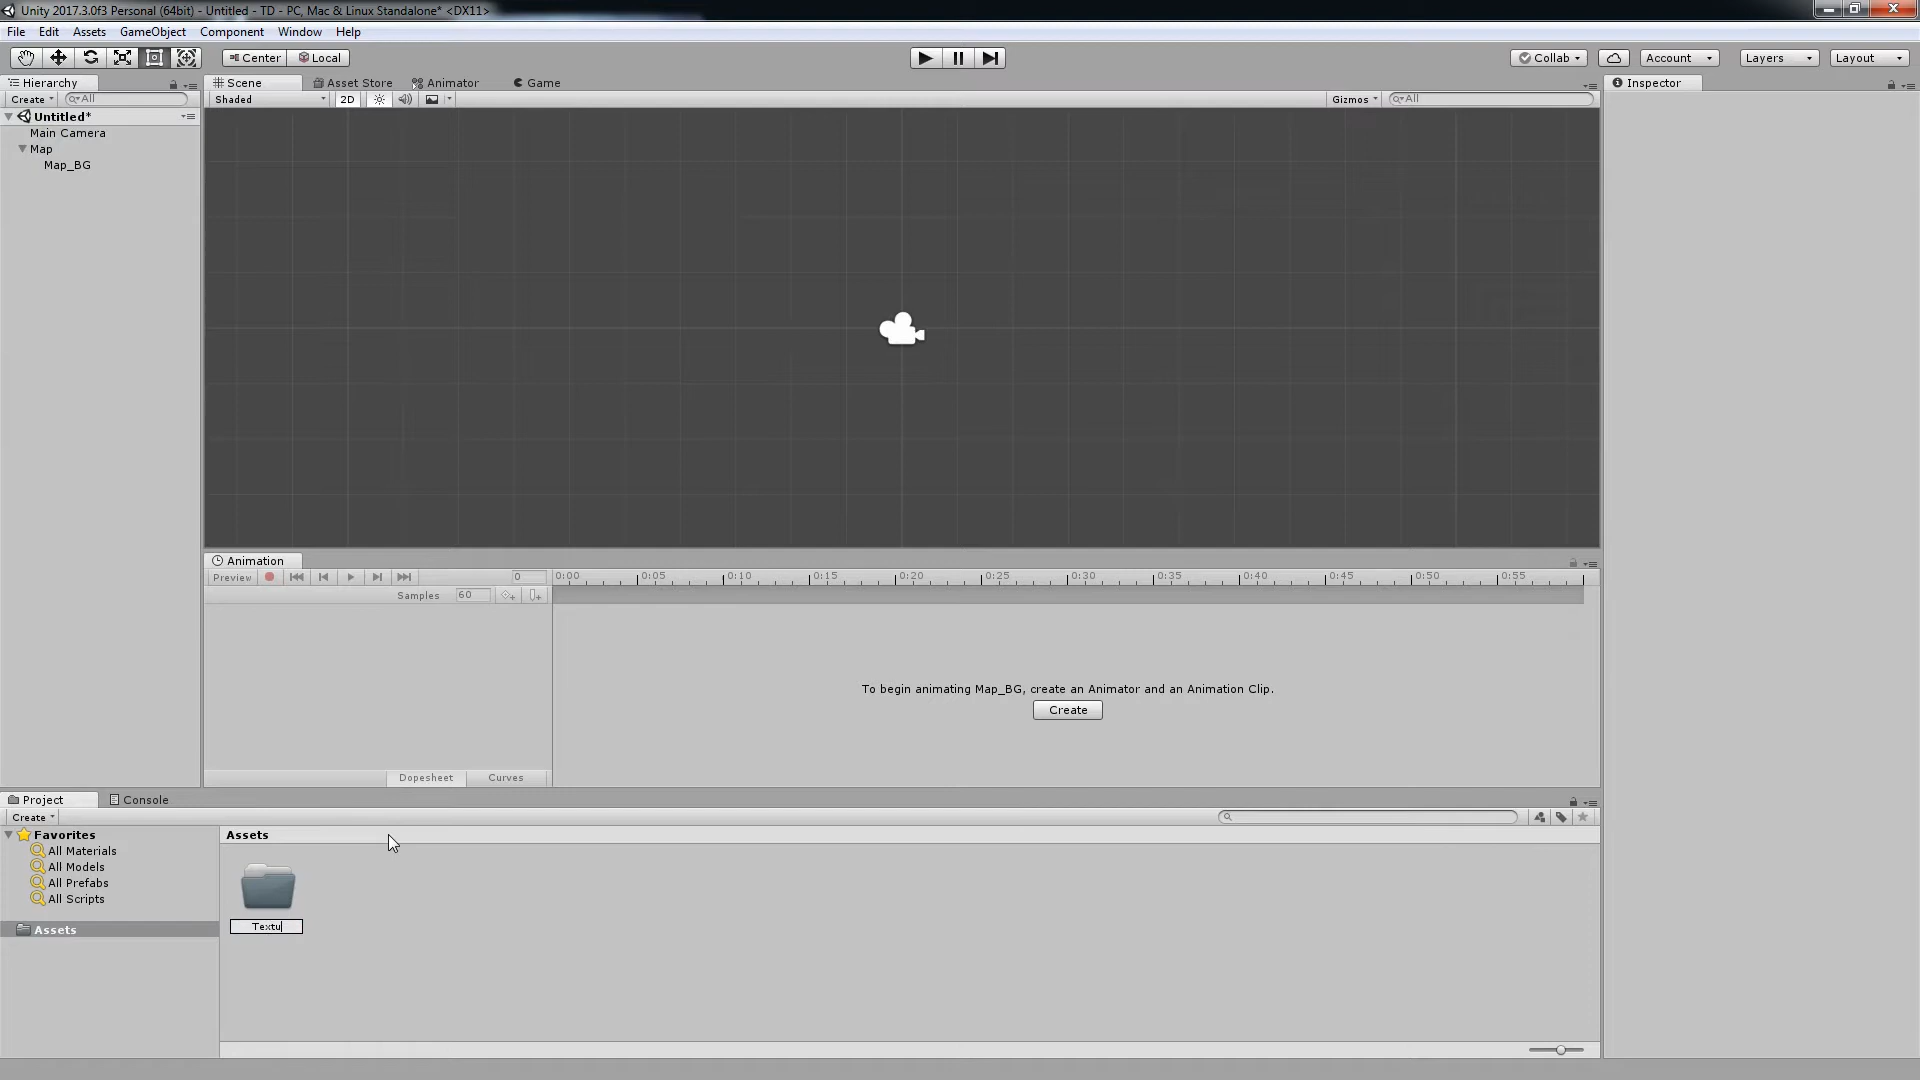 Unity 2017.3.0f3 Personal (64bit) - Untitled - TD - PC, Mac & Linux Standalone* <DX11>
File Edit Assets GameObject Component Window Help
Center Local Collab Account Layers Layout
Hierarchy Scene Asset Store Animator Game Inspector
Create All Shaded 2D Gizmos All
Untitled*
Main Camera
Map
Map_BG
Animation
Preview 0 0:00 0:05 0:10 0:15 0:20 0:25 0:30 0:35 0:40 0:45 0:50 0:55
Samples 60
To begin animating Map_BG, create an Animator and an Animation Clip.
Create
Dopesheet Curves
Project Console
Create
Favorites Assets
All Materials
All Models
All Prefabs
All Scripts
Assets
Textu